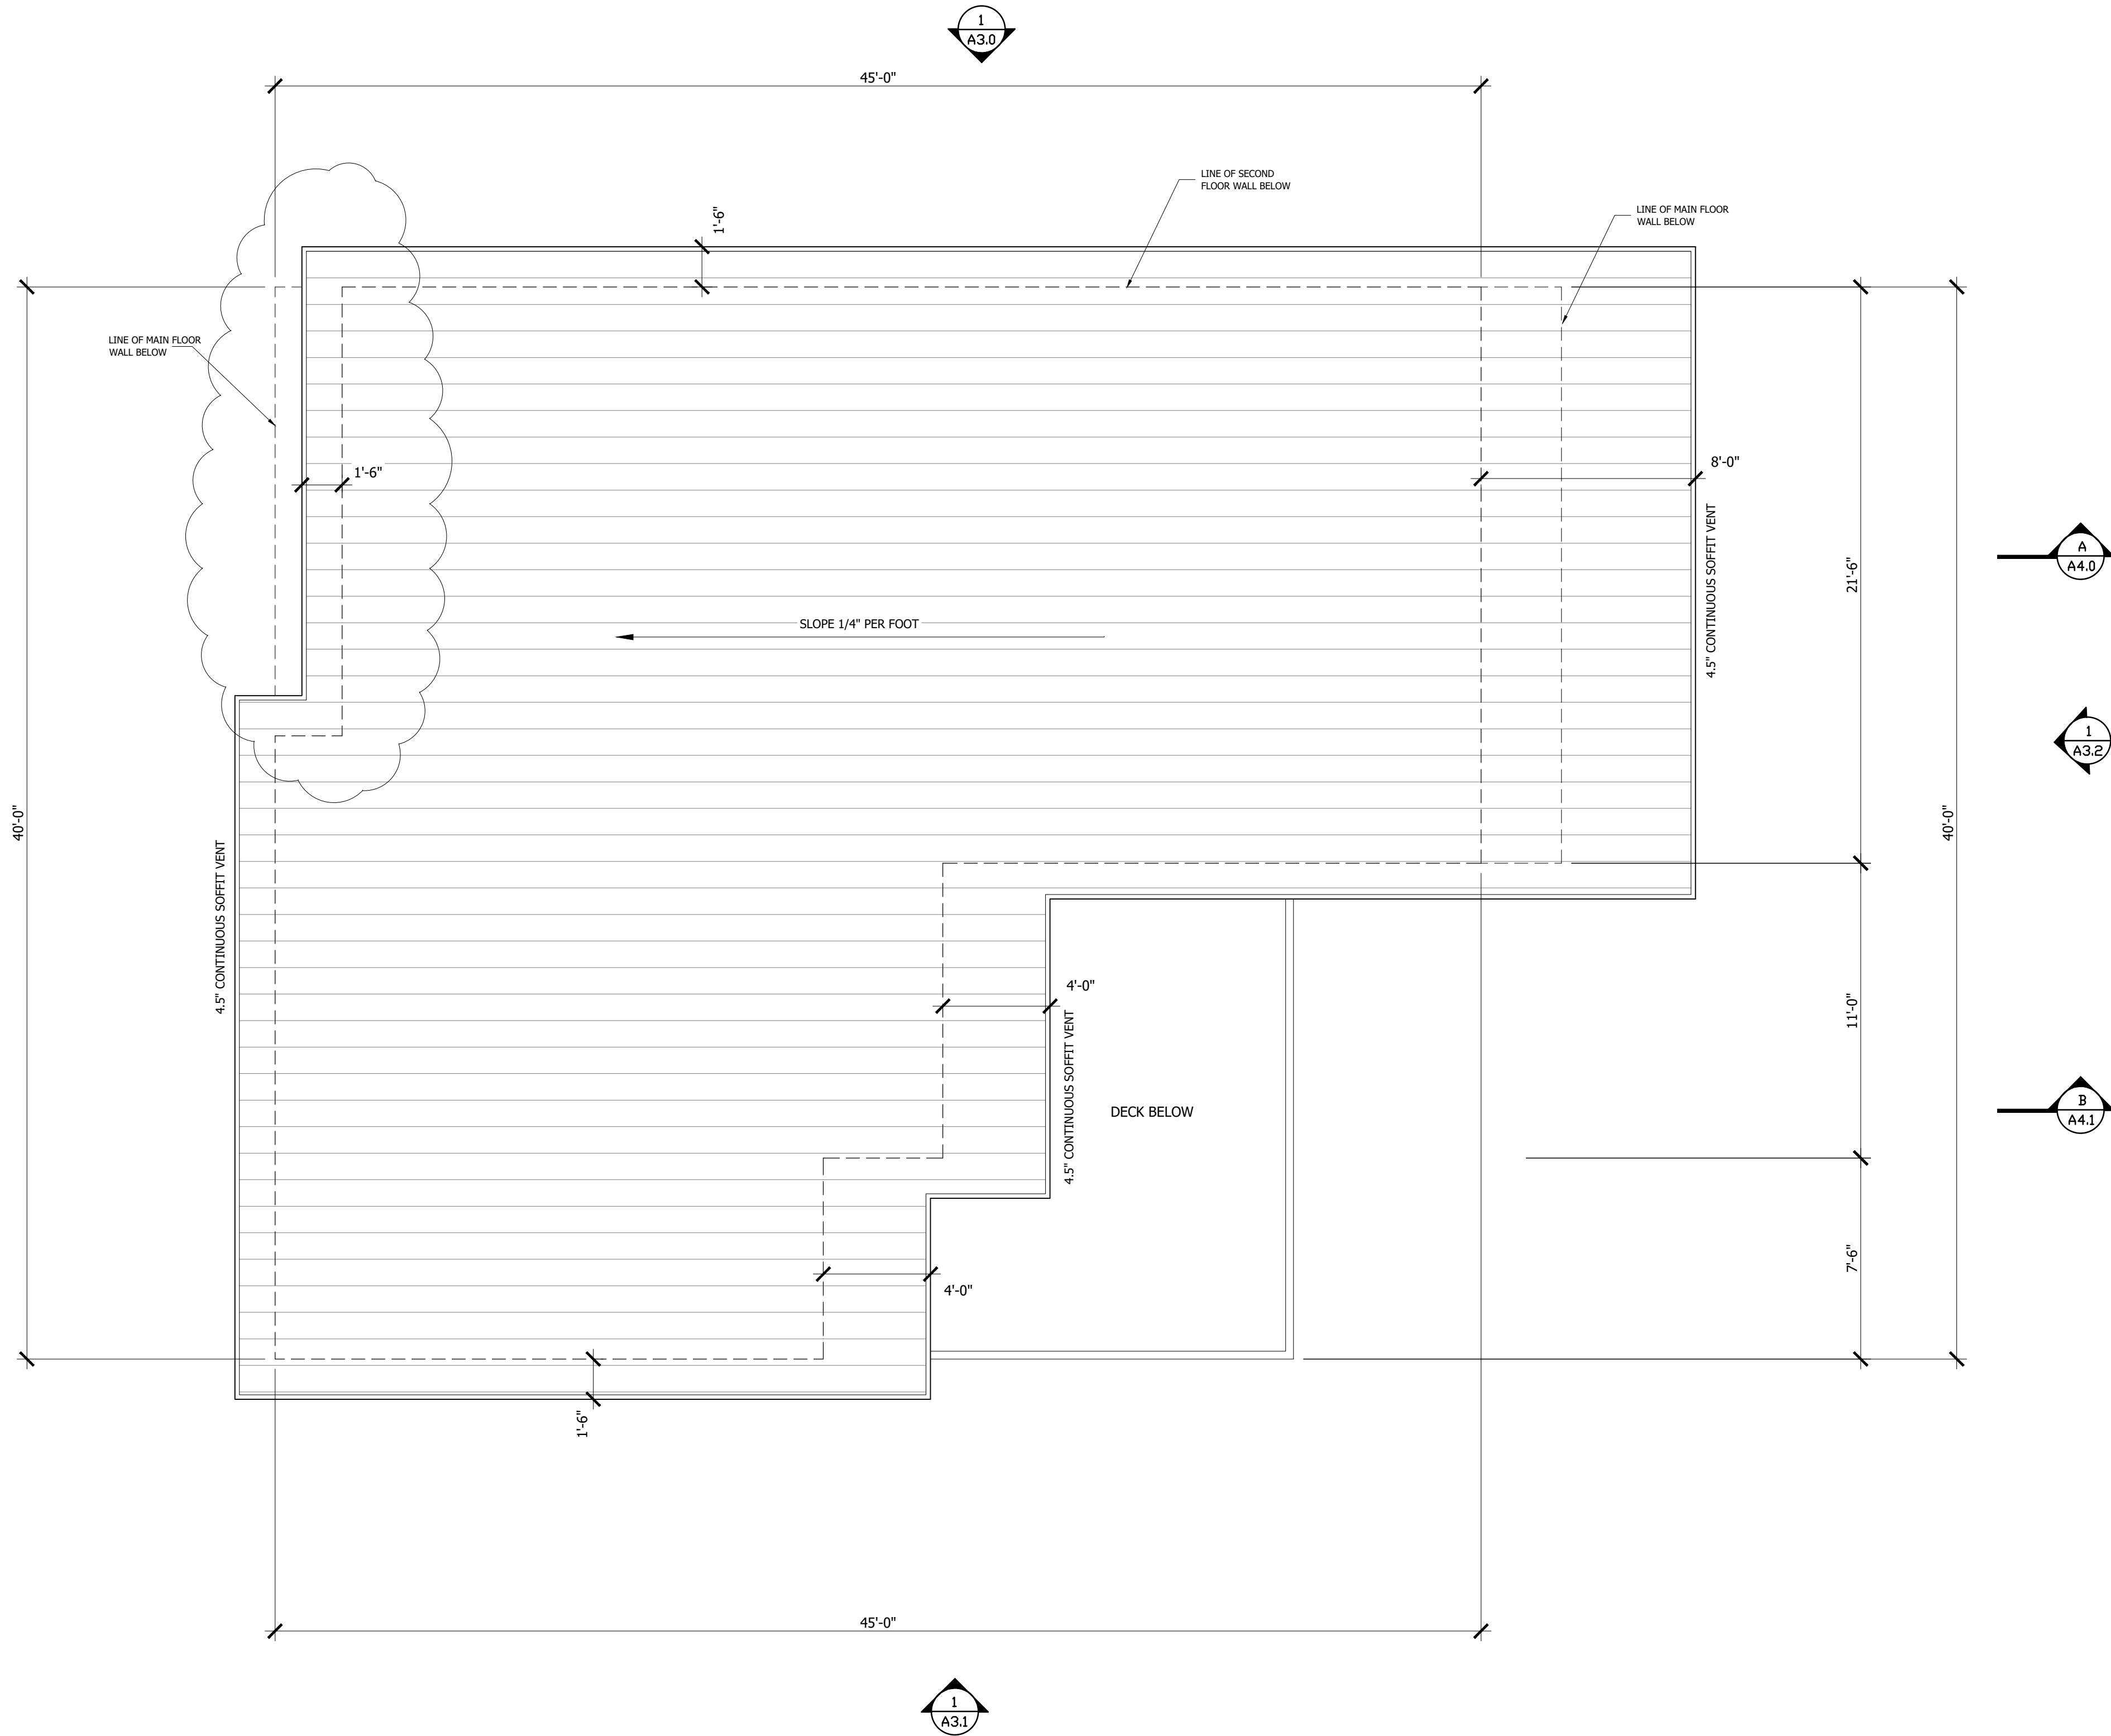 1
A3.0
45'-0"
LINE OF SECOND
FLOOR WALL BELOW
1'-6"
LINE OF MAIN FLOOR
WALL BELOW
LINE OF MAIN FLOOR
WALL BELOW
1'-6"
8'-0"
4.5" CONTINUOUS SOFFIT VENT
21'-6"
A
A4.0
SLOPE 1/4" PER FOOT
1
A3.2
40'-0"
40'-0"
4.5" CONTINUOUS SOFFIT VENT
4'-0"
11'-0"
4.5" CONTINUOUS SOFFIT VENT
DECK BELOW
B
A4.1
7'-6"
4'-0"
1'-6"
45'-0"
1
A3.1